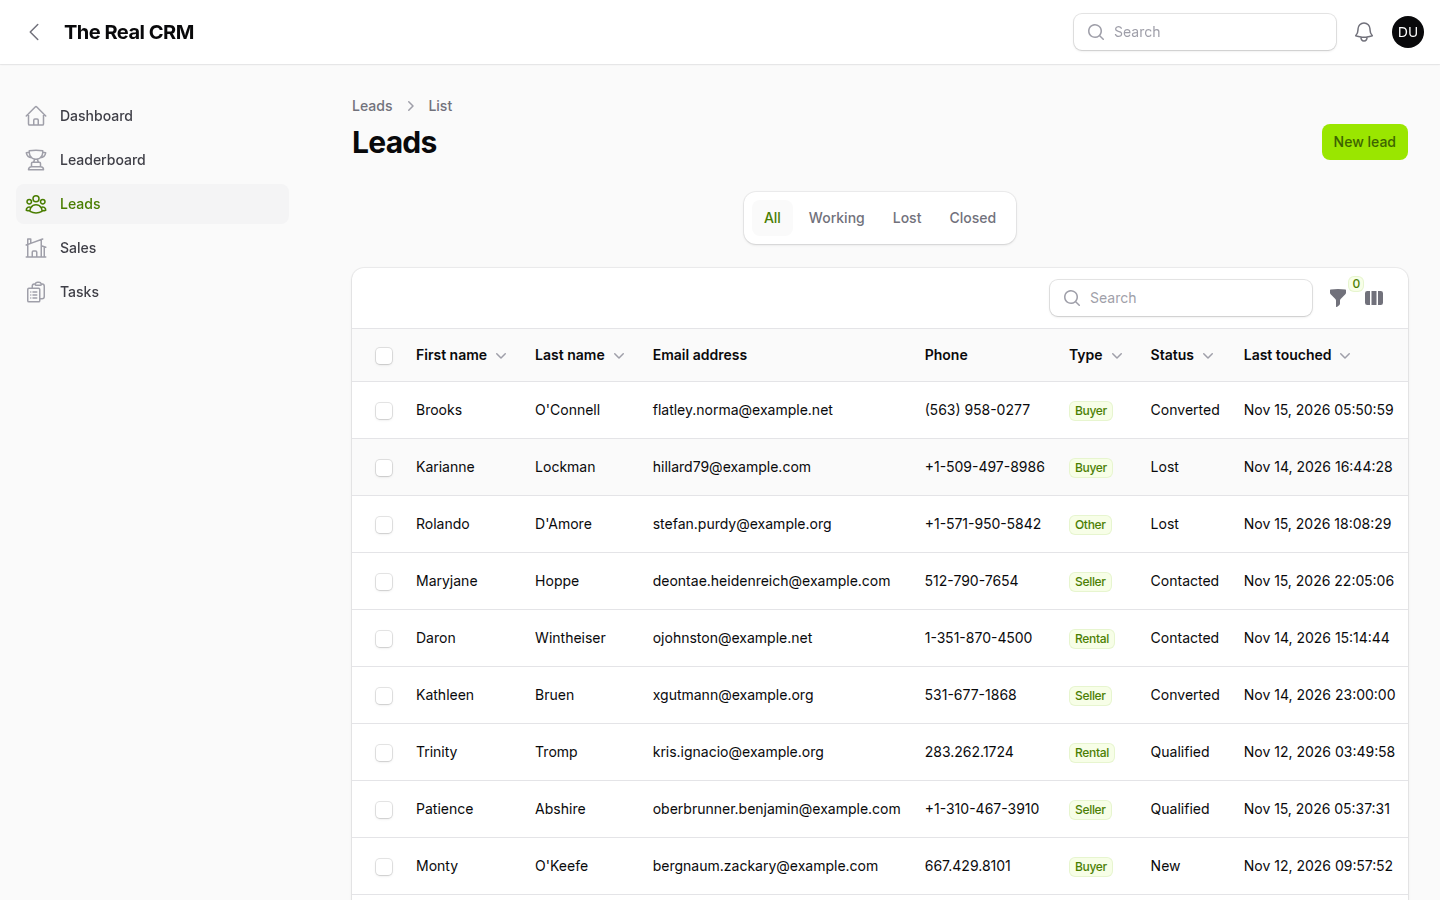 The Real CRM
Search
DU
Dashboard
Leaderboard
Leads
Sales
Tasks
Leads List
Leads
New lead
All Working Lost Closed
Search
0
First name Last name Email address Phone Type Status Last touched
Brooks O'Connell flatley.norma@example.net (563) 958-0277 Buyer Converted Nov 15, 2026 05:50:59
Karianne Lockman hillard79@example.com +1-509-497-8986 Buyer Lost Nov 14, 2026 16:44:28
Rolando D'Amore stefan.purdy@example.org +1-571-950-5842 Other Lost Nov 15, 2026 18:08:29
Maryjane Hoppe deontae.heidenreich@example.com 512-790-7654 Seller Contacted Nov 15, 2026 22:05:06
Daron Wintheiser ojohnston@example.net 1-351-870-4500 Rental Contacted Nov 14, 2026 15:14:44
Kathleen Bruen xgutmann@example.org 531-677-1868 Seller Converted Nov 14, 2026 23:00:00
Trinity Tromp kris.ignacio@example.org 283.262.1724 Rental Qualified Nov 12, 2026 03:49:58
Patience Abshire oberbrunner.benjamin@example.com +1-310-467-3910 Seller Qualified Nov 15, 2026 05:37:31
Monty O'Keefe bergnaum.zackary@example.com 667.429.8101 Buyer New Nov 12, 2026 09:57:52